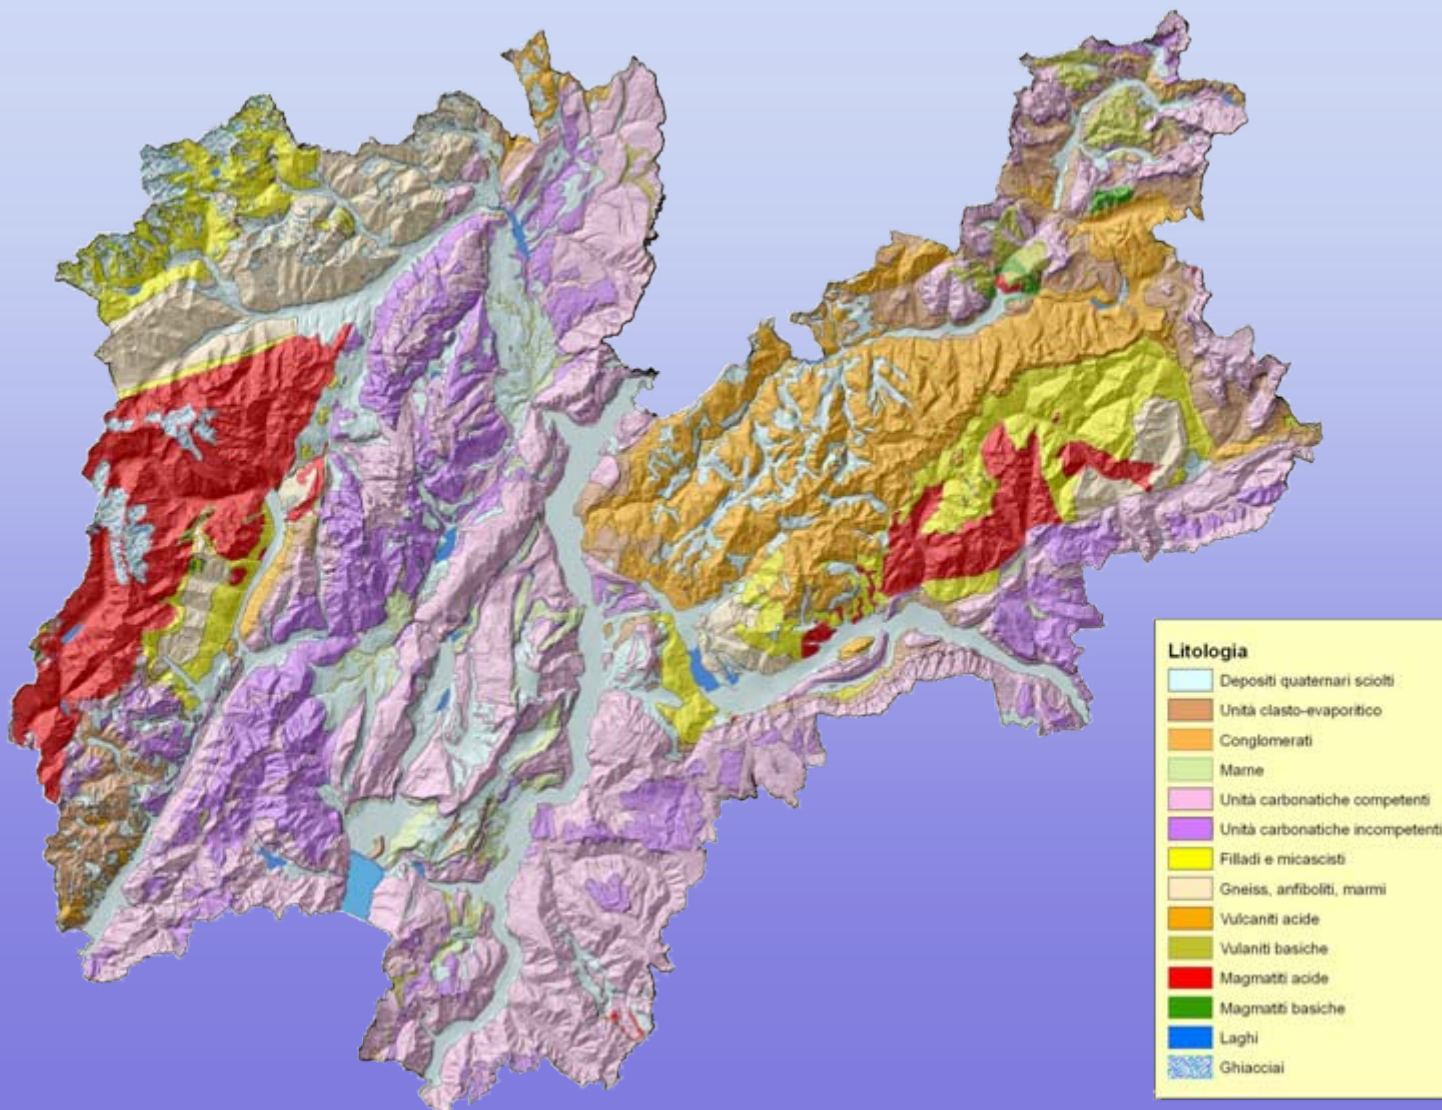 Litologia
Depositi quaternari sciolti
Unità clasto-evaporitico
Conglomerati
Marne
Unità carbonatiche competenti
Unità carbonatiche incompetenti
Filladi e micascisti
Gneiss, anfiboliti, marmi
Vulcaniti acide
Vulaniti basiche
Magmatiti acide
Magmatiti basiche
Laghi
Ghiacciai